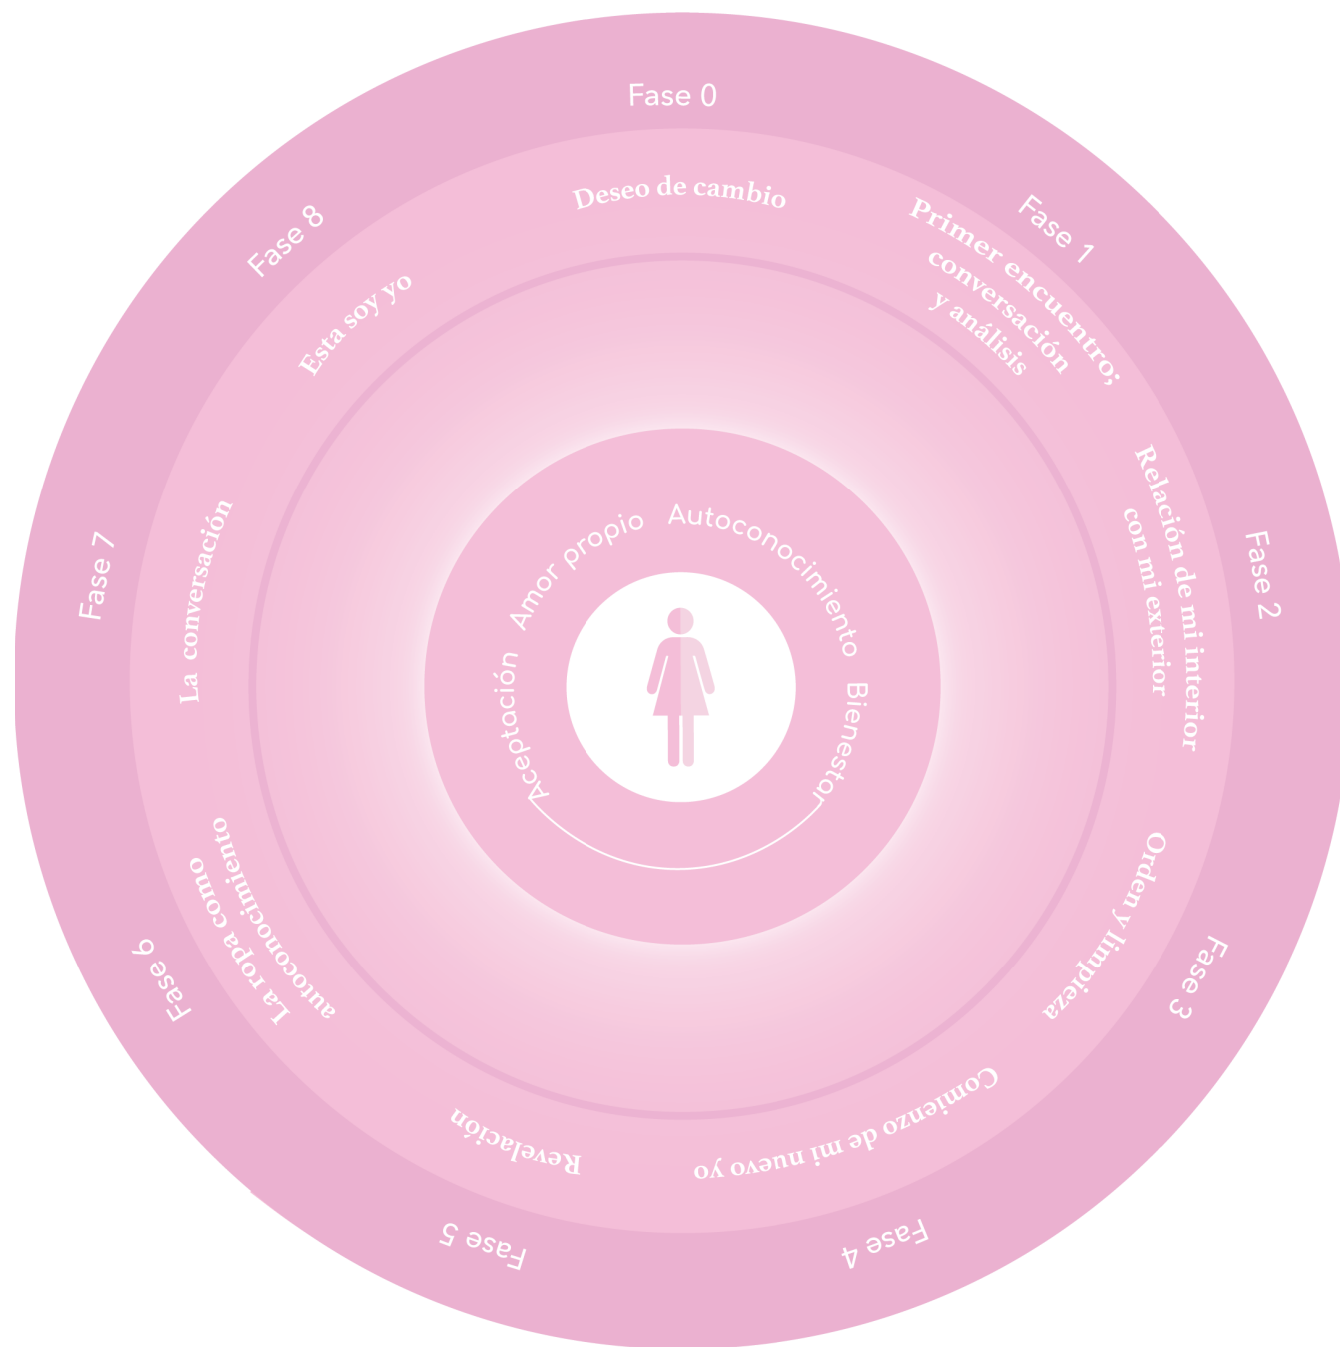 Fase 0
Deseo de cambio
Fase 1
Primer encuentro;
conversación
y análisis
Fase 2
Relación de mi interior
con mi exterior
Fase 3
Orden y limpieza
Fase 4
Comienzo de mi nuevo yo
Fase 5
Revelación
Fase 6
La ropa como
autoconocimiento
Fase 7
La conversación
Fase 8
Esta soy yo
Aceptación
Amor propio
Autoconocimiento
Bienestar